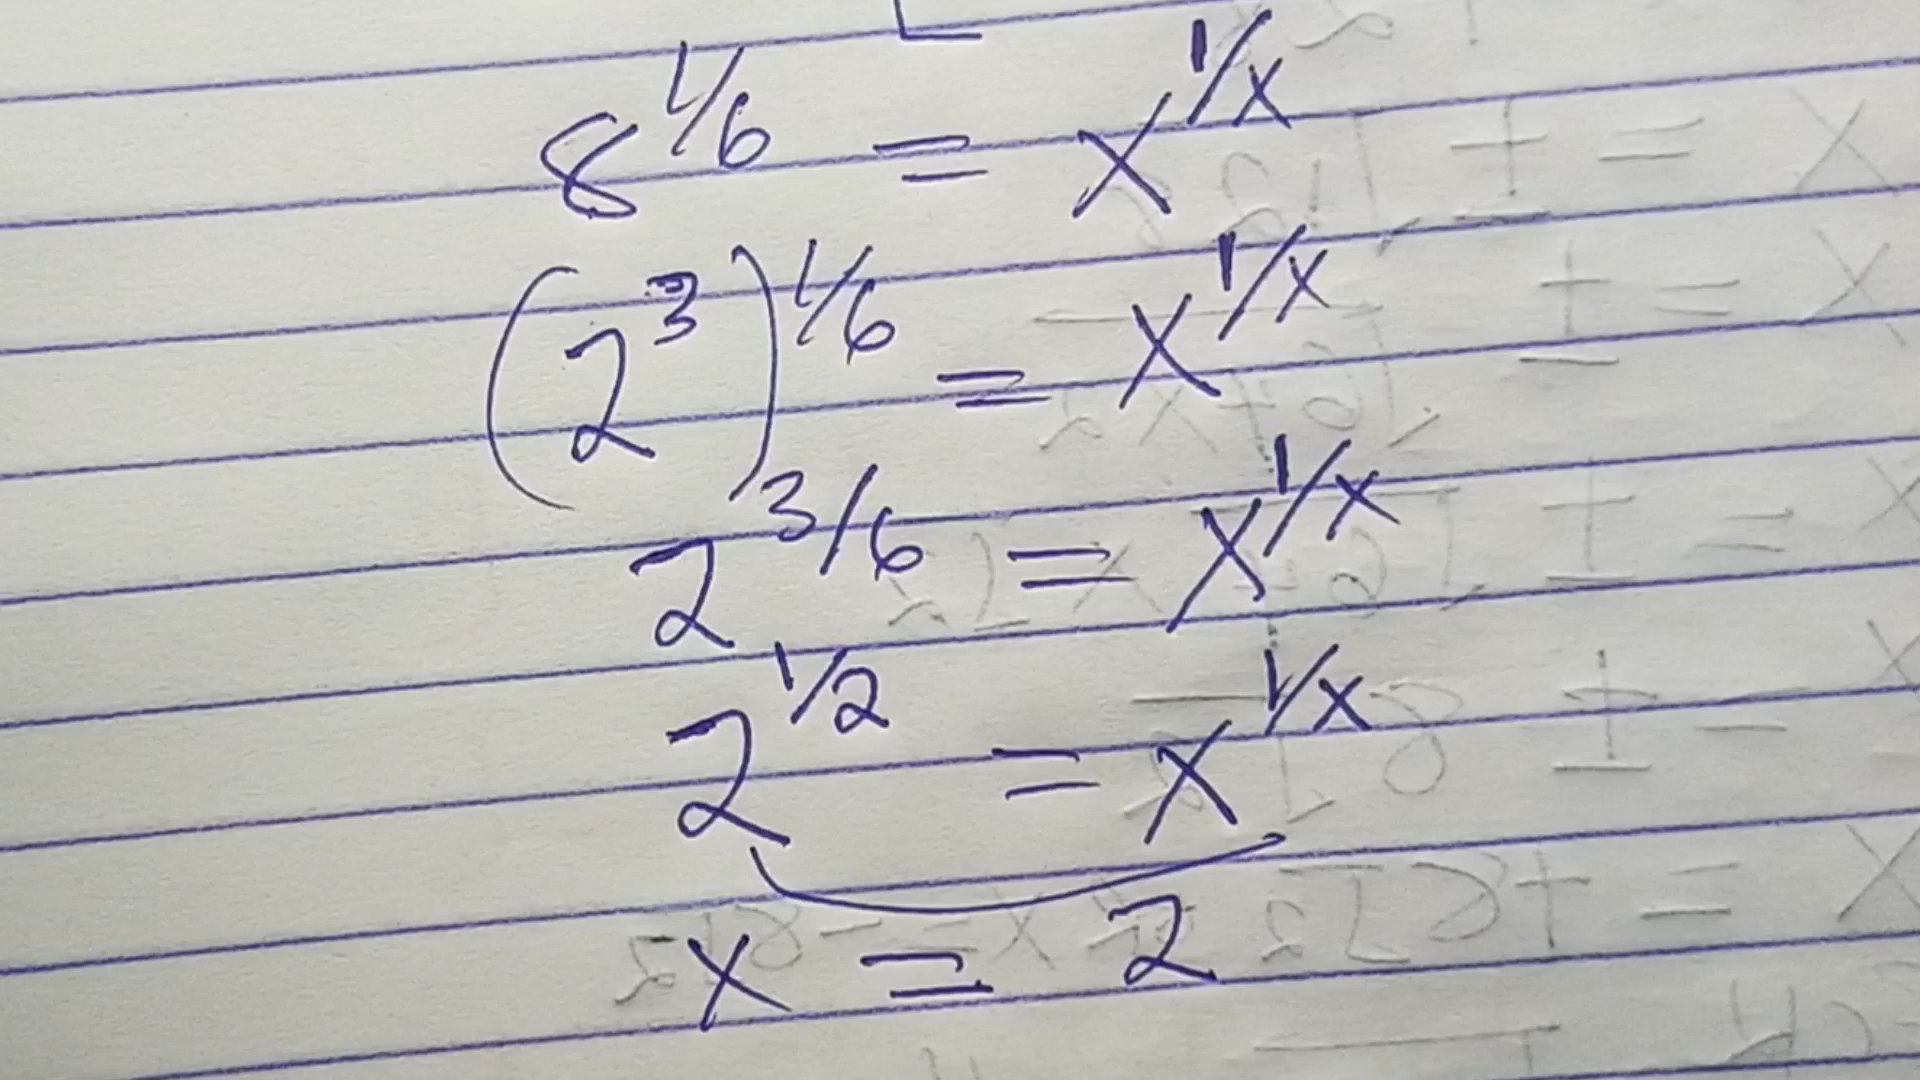 8^{1/6} = x^{1/x}
(2^3)^{1/6} = x^{1/x}
2^{3/6} = x^{1/x}
2^{1/2} = x^{1/x}
x = 2